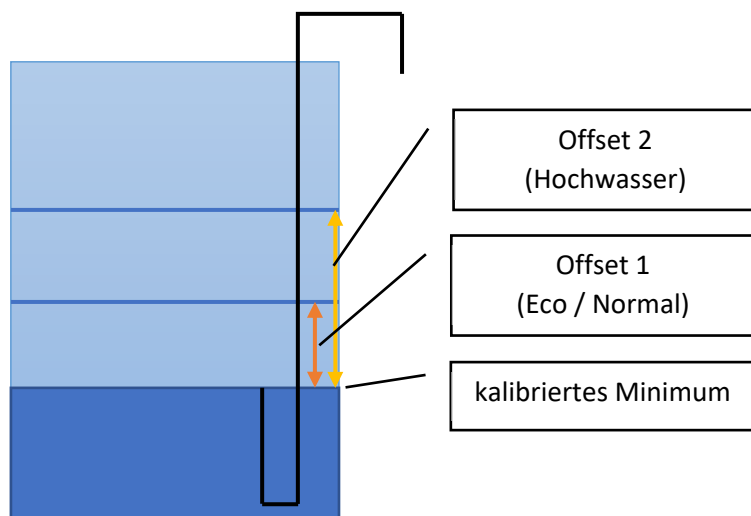 Offset 2
(Hochwasser)
Offset 1
(Eco / Normal)
kalibriertes Minimum